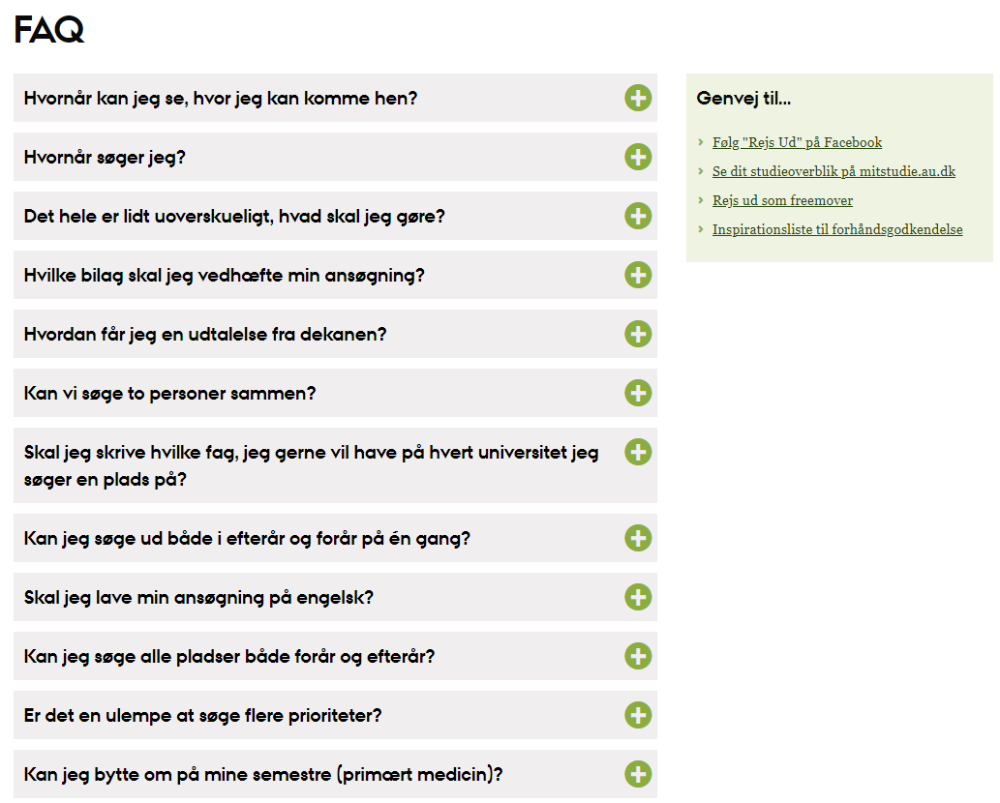 FAQ
Hvornår kan jeg se, hvor jeg kan komme hen?
Hvornår søger jeg?
Det hele er lidt uoverskueligt, hvad skal jeg gøre?
Hvilke bilag skal jeg vedhæfte min ansøgning?
Hvordan får jeg en udtalelse fra dekanen?
Kan vi søge to personer sammen?
Skal jeg skrive hvilke fag, jeg gerne vil have på hvert universitet jeg
søger en plads på?
Kan jeg søge ud både i efterår og forår på én gang?
Skal jeg lave min ansøgning på engelsk?
Kan jeg søge alle pladser både forår og efterår?
Er det en ulempe at søge flere prioriteter?
Kan jeg bytte om på mine semestre (primært medicin)?
Genvej til...
Følg "Rejs Ud" på Facebook
Se dit studieoverblik på mitstudie.au.dk
Rejs ud som freemover
Inspirationsliste til forhåndsgodkendelse